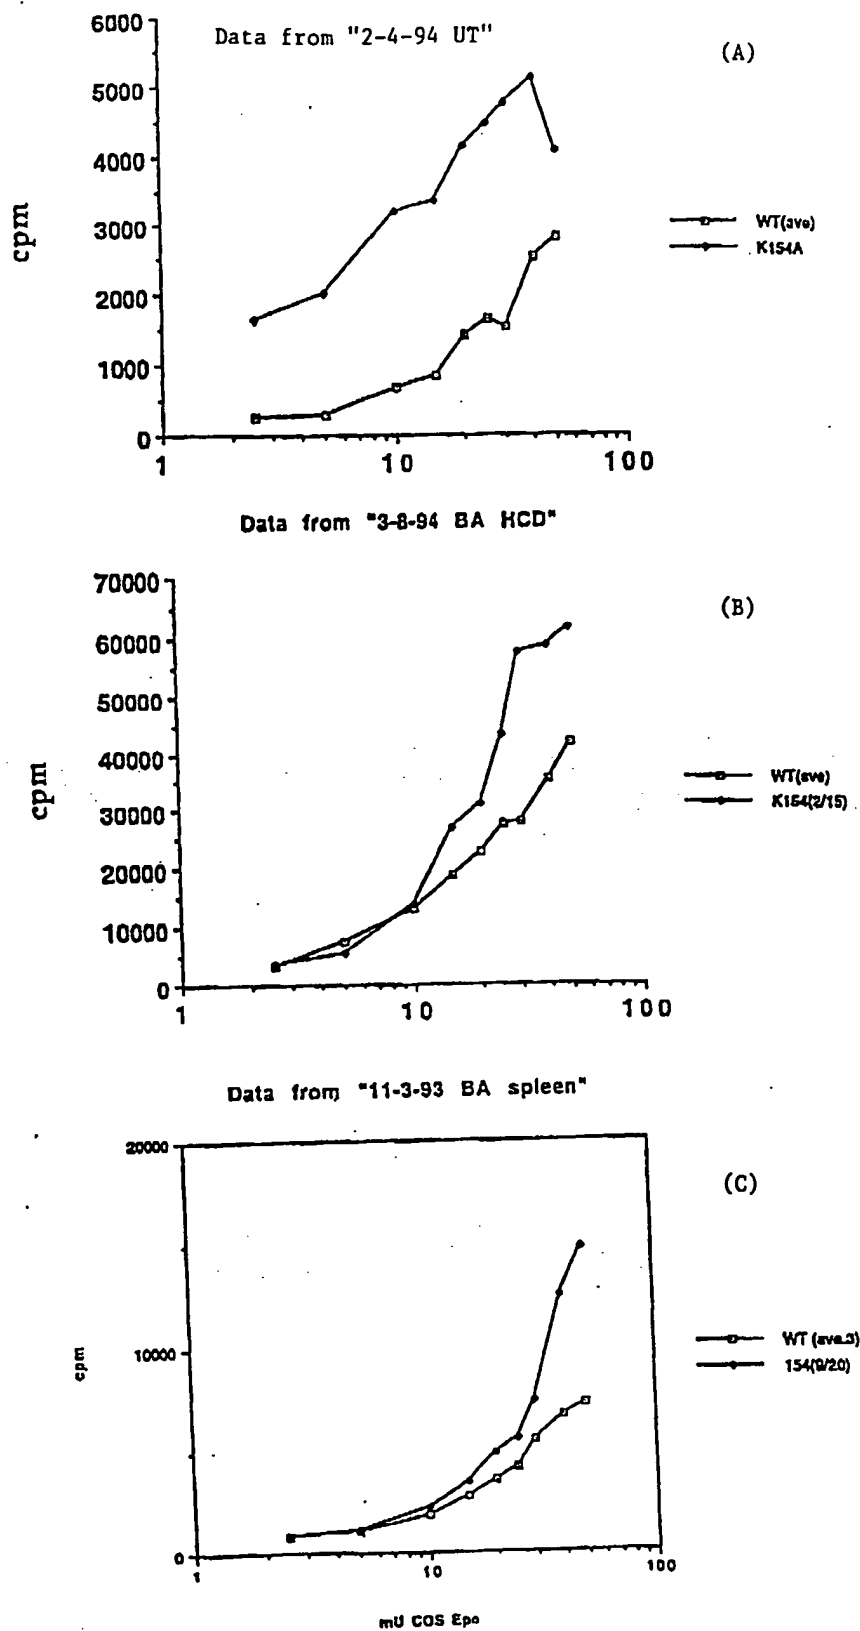 6000
Data from "2-4-94 UT"
(A)
5000
4000
3000
2000
1000
0
cpm
WT(ave)
K154A
1
10
100
Data from "3-8-94 BA HCD"
(B)
70000
60000
50000
40000
30000
20000
10000
0
cpm
WT(ave)
K154(2/15)
1
10
100
Data from "11-3-93 BA spleen"
(C)
20000
10000
0
cpm
WT (ave.3)
154(9/20)
1
10
100
mU COS Epo